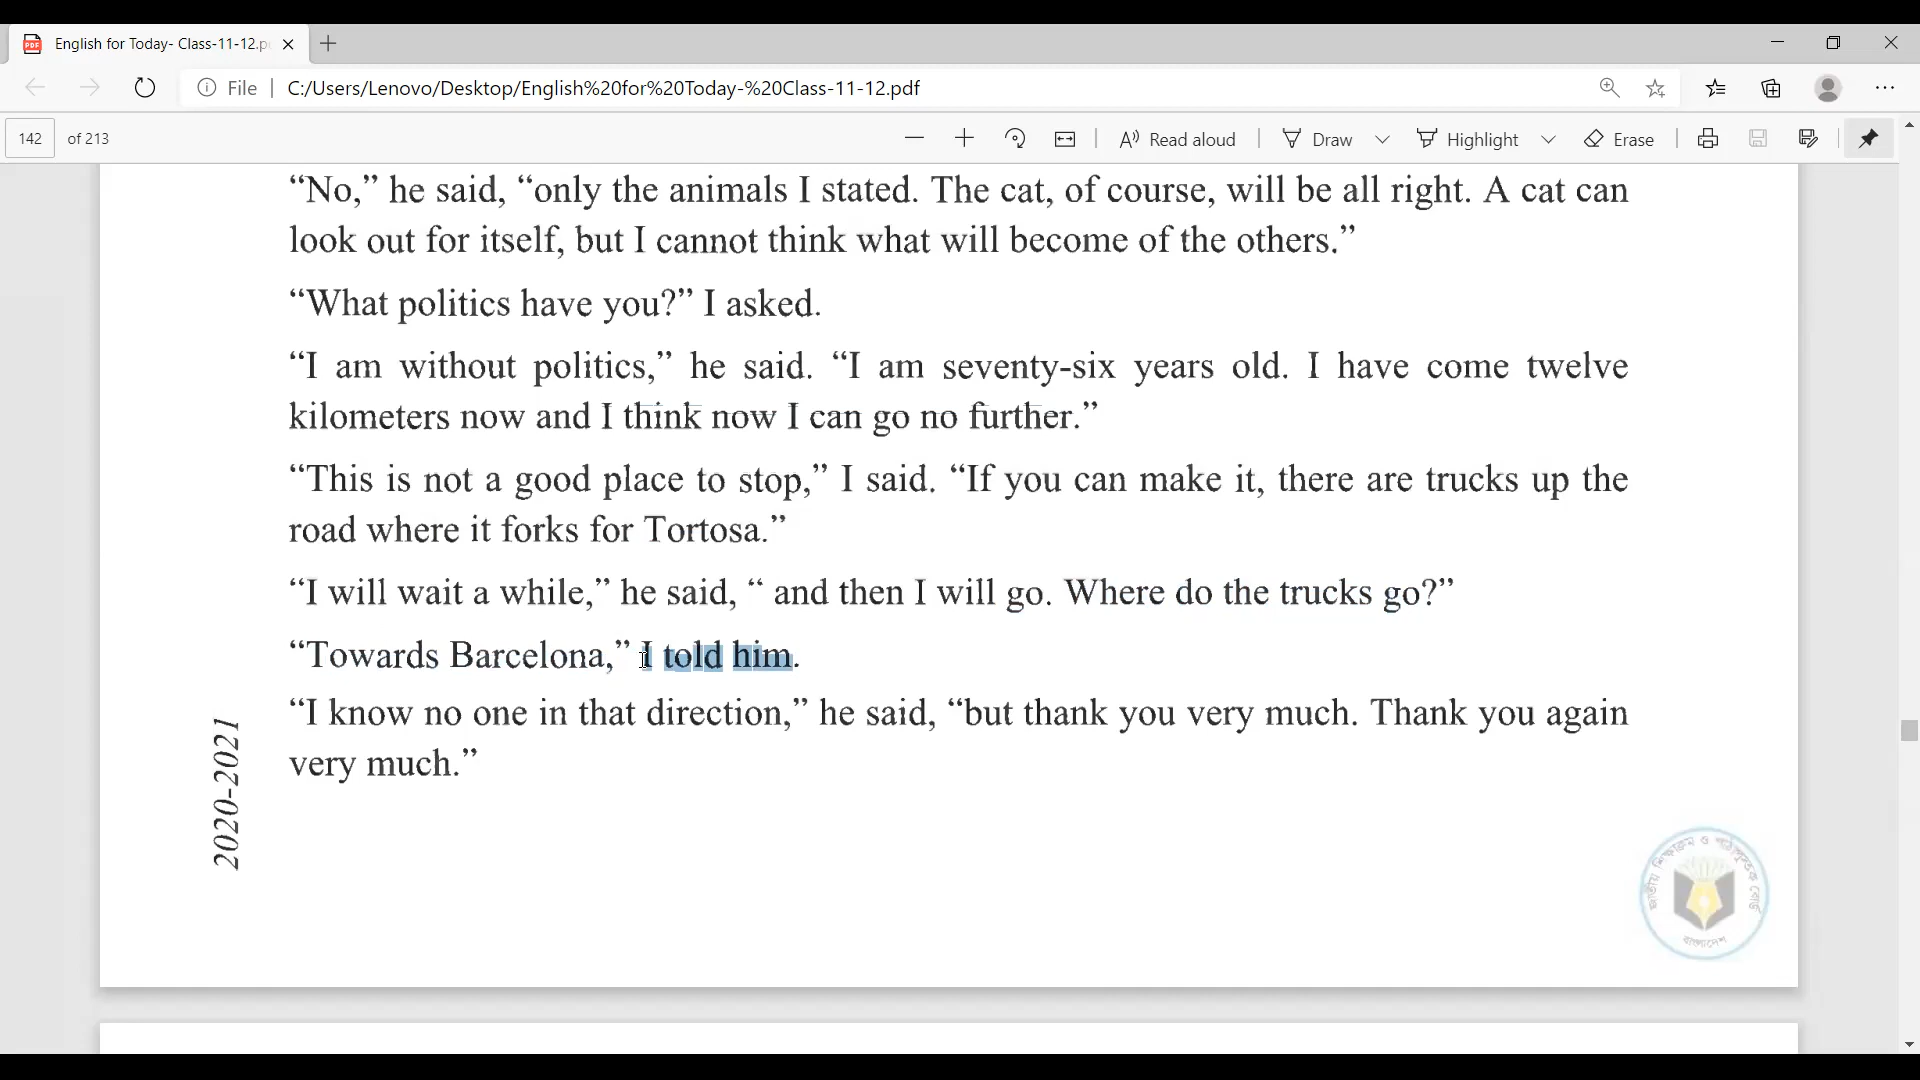 English for Today- Class-11-12.p
File | C:/Users/Lenovo/Desktop/English%20for%20Today-%20Class-11-12.pdf
142 of 213
Read aloud
Draw
Highlight
Erase
“No,” he said, “only the animals I stated. The cat, of course, will be all right. A cat can
look out for itself, but I cannot think what will become of the others.”
“What politics have you?” I asked.
“I am without politics,” he said. “I am seventy-six years old. I have come twelve
kilometers now and I think now I can go no further.”
“This is not a good place to stop,” I said. “If you can make it, there are trucks up the
road where it forks for Tortosa.”
“I will wait a while,” he said, “ and then I will go. Where do the trucks go?”
“Towards Barcelona,” I told him.
“I know no one in that direction,” he said, “but thank you very much. Thank you again
very much.”
2020-2021
জাতীয় শিক্ষাক্রম ও পাঠ্যপুস্তক বোর্ড
বাংলাদেশ